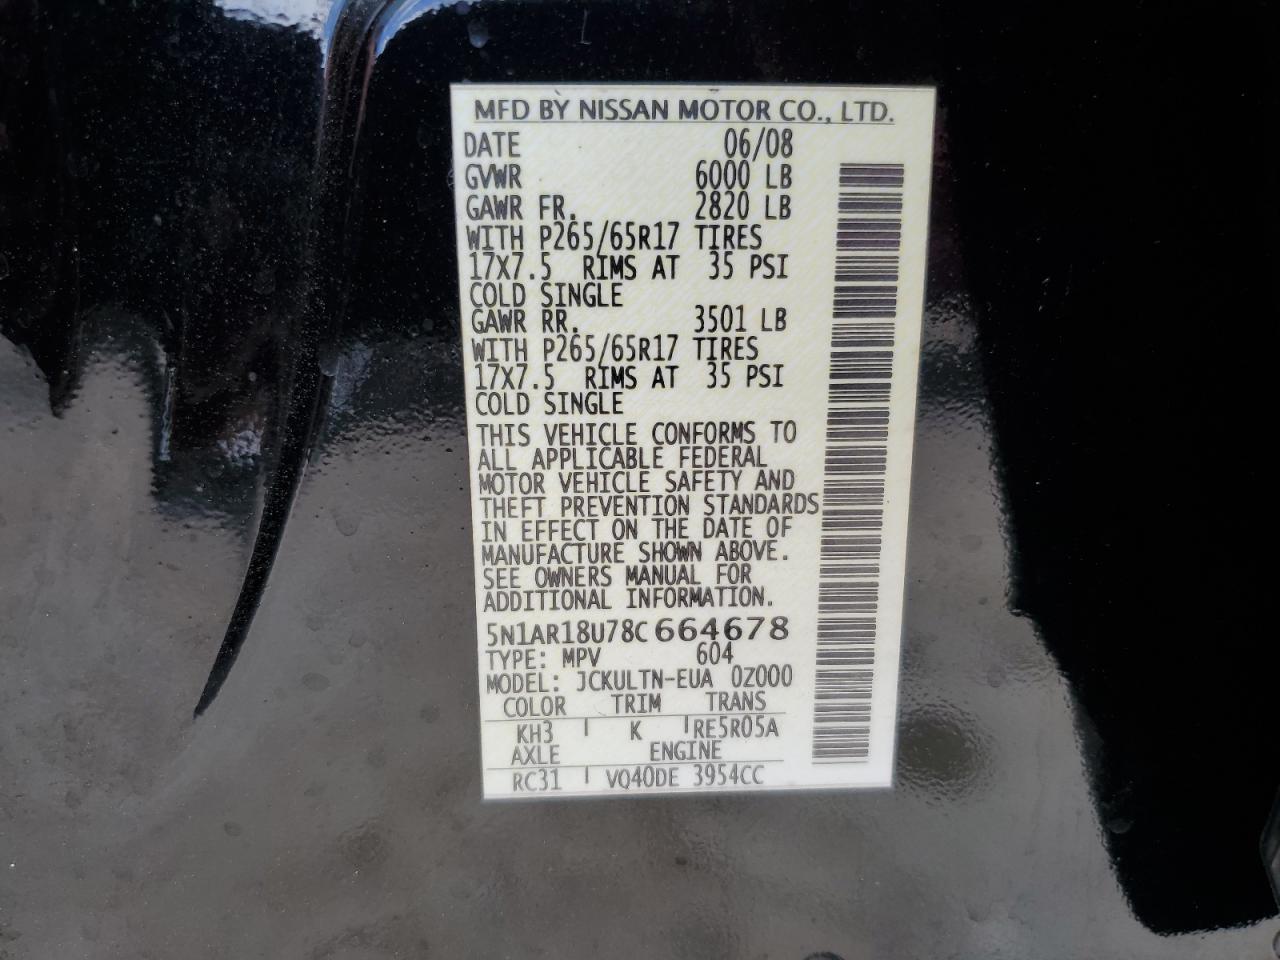 MFD BY NISSAN MOTOR CO., LTD.
DATE 06/08
GVWR 6000 LB
GAWR FR. 2820 LB
WITH P265/65R17 TIRES
17X7.5 RIMS AT 35 PSI
COLD SINGLE
GAWR RR. 3501 LB
WITH P265/65R17 TIRES
17X7.5 RIMS AT 35 PSI
COLD SINGLE
THIS VEHICLE CONFORMS TO
ALL APPLICABLE FEDERAL
MOTOR VEHICLE SAFETY AND
THEFT PREVENTION STANDARDS
IN EFFECT ON THE DATE OF
MANUFACTURE SHOWN ABOVE.
SEE OWNERS MANUAL FOR
ADDITIONAL INFORMATION.
5N1AR18U78C664678
TYPE: MPV 604
MODEL: JCKULTN-EUA 0Z000
COLOR TRIM TRANS
KH3 K RE5R05A
AXLE ENGINE
RC31 VQ40DE 3954CC